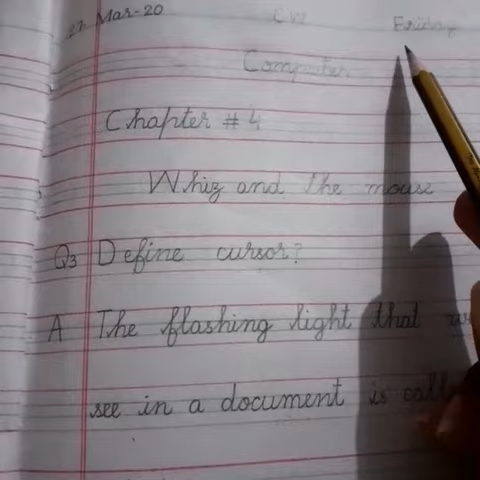 27 Mar-20 CW Friday
Computer
Chapter # 4
Whiz and the mouse
Q3 Define cursor?
A The flashing light that
see in a document is